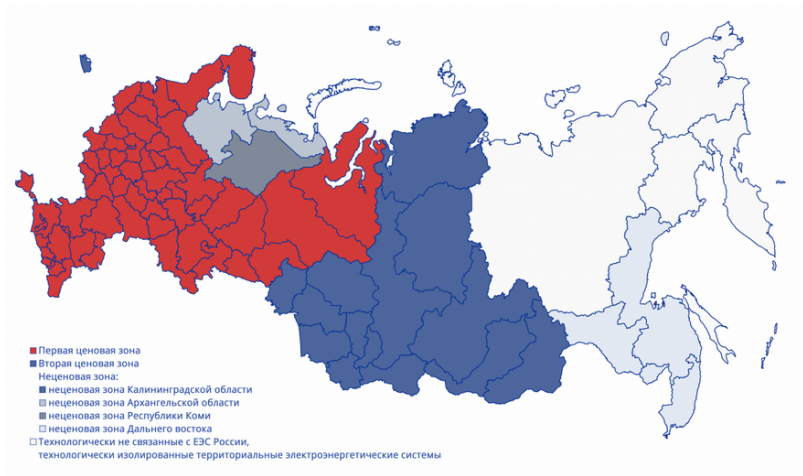 Первая ценовая зона
Вторая ценовая зона
Неценовая зона:
неценовая зона Калининградской области
неценовая зона Архангельской области
неценовая зона Республики Коми
неценовая зона Дальнего востока
Технологически не связанные с ЕЭС России,
технологически изолированные территориальные электроэнергетические системы